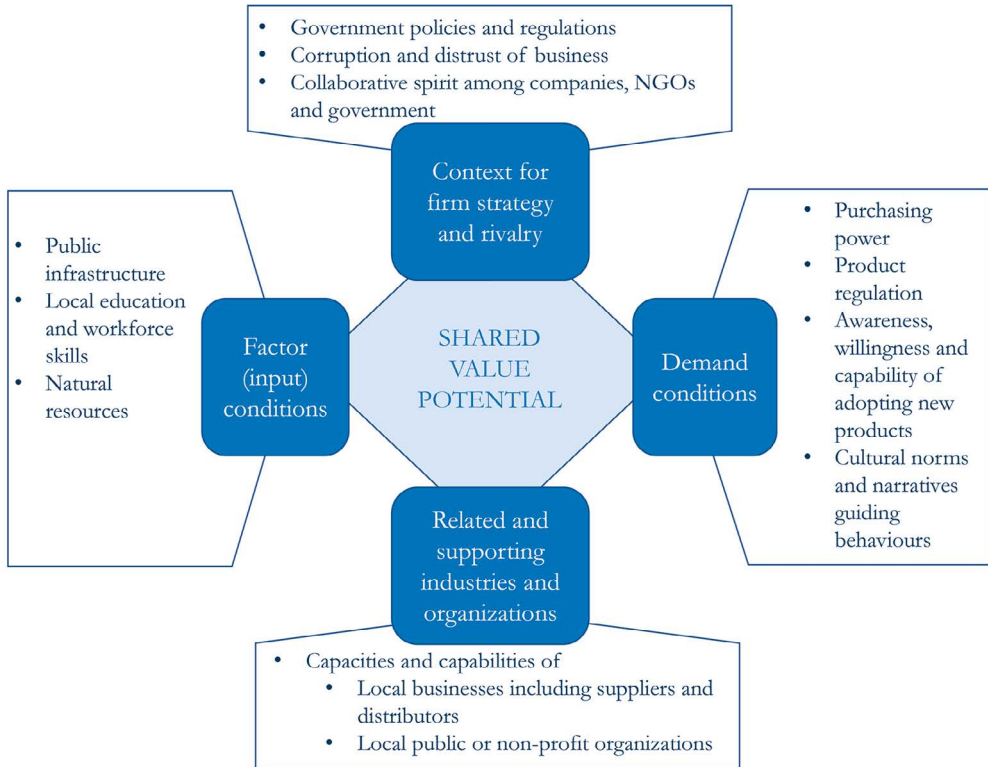 • Government policies and regulations
• Corruption and distrust of business
• Collaborative spirit among companies, NGOs
and government
Context for
firm strategy
and rivalry
• Public
infrastructure
• Local education
and workforce
skills
• Natural
resources
Factor
(input)
conditions
SHARED
VALUE
POTENTIAL
Demand
conditions
• Purchasing
power
• Product
regulation
• Awareness,
willingness and
capability of
adopting new
products
• Cultural norms
and narratives
guiding
behaviours
Related and
supporting
industries and
organizations
• Capacities and capabilities of
• Local businesses including suppliers and
distributors
• Local public or non-profit organizations